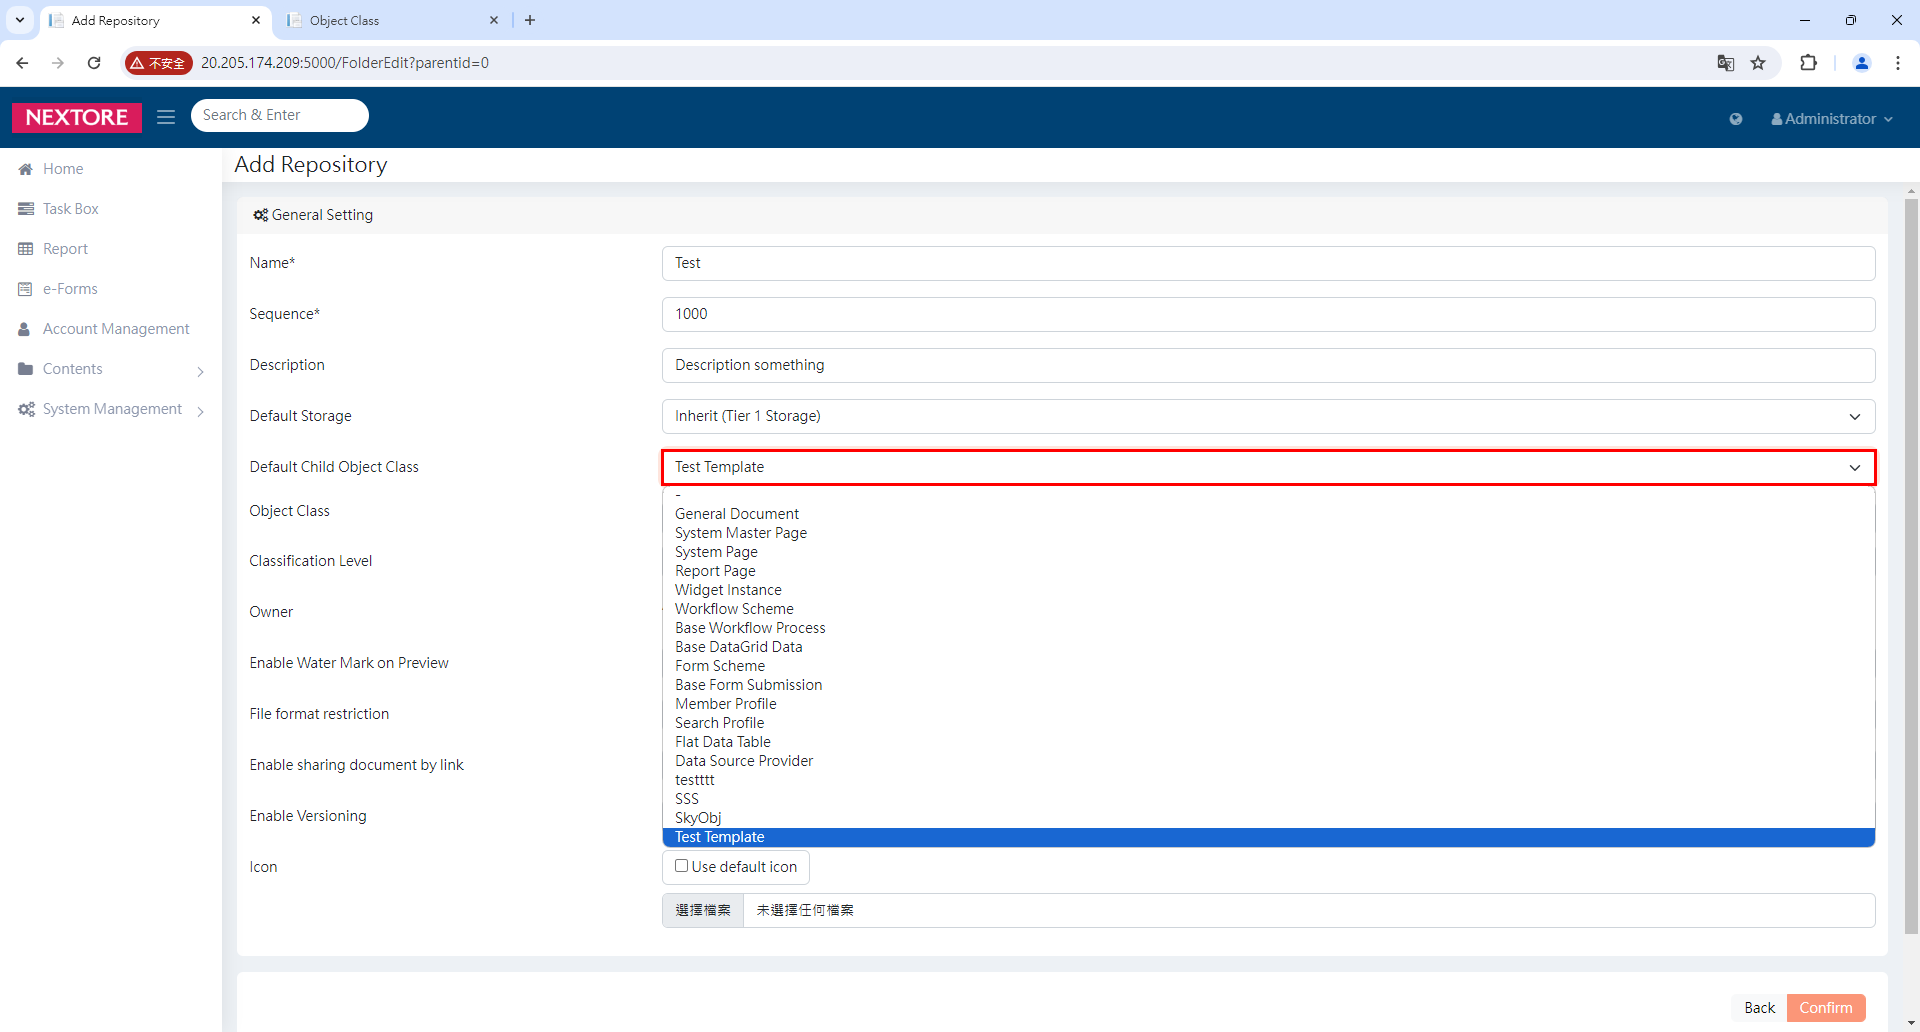 Add Repository
Object Class
不安全
20.205.174.209:5000/FolderEdit?parentid=0
NEXTORE
Search & Enter
Administrator
Home
Task Box
Report
e-Forms
Account Management
Contents
System Management
Add Repository
General Setting
Name*
Test
Sequence*
1000
Description
Description something
Default Storage
Inherit (Tier 1 Storage)
Default Child Object Class
Test Template
-
General Document
System Master Page
System Page
Report Page
Widget Instance
Workflow Scheme
Base Workflow Process
Base DataGrid Data
Form Scheme
Base Form Submission
Member Profile
Search Profile
Flat Data Table
Data Source Provider
testttt
SSS
SkyObj
Test Template
Object Class
Classification Level
Owner
Enable Water Mark on Preview
File format restriction
Enable sharing document by link
Enable Versioning
Icon
Use default icon
選擇檔案
未選擇任何檔案
Back
Confirm